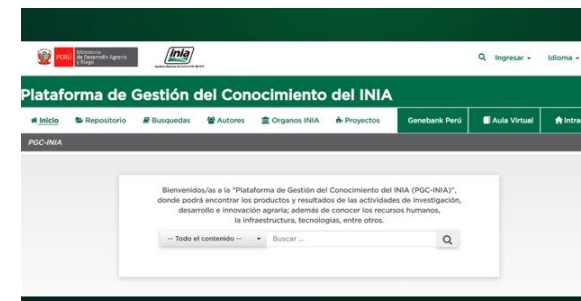 PERÚ
Ministerio
de Desarrollo Agrario
y Riego
inia
Ingresar
Idioma
Plataforma de Gestión del Conocimiento del INIA
Inicio
Repositorio
Busquedas
Autores
Organos INIA
Proyectos
Genebank Perú
Aula Virtual
Intra
PGC-INIA
Bienvenidos/as a la "Plataforma de Gestión del Conocimiento del INIA (PGC-INIA)",
donde podrá encontrar los productos y resultados de las actividades de investigación,
desarrollo e innovación agraria; además de conocer los recursos humanos,
la infraestructura, tecnologías, entre otros.
-- Todo el contenido --
Buscar ...